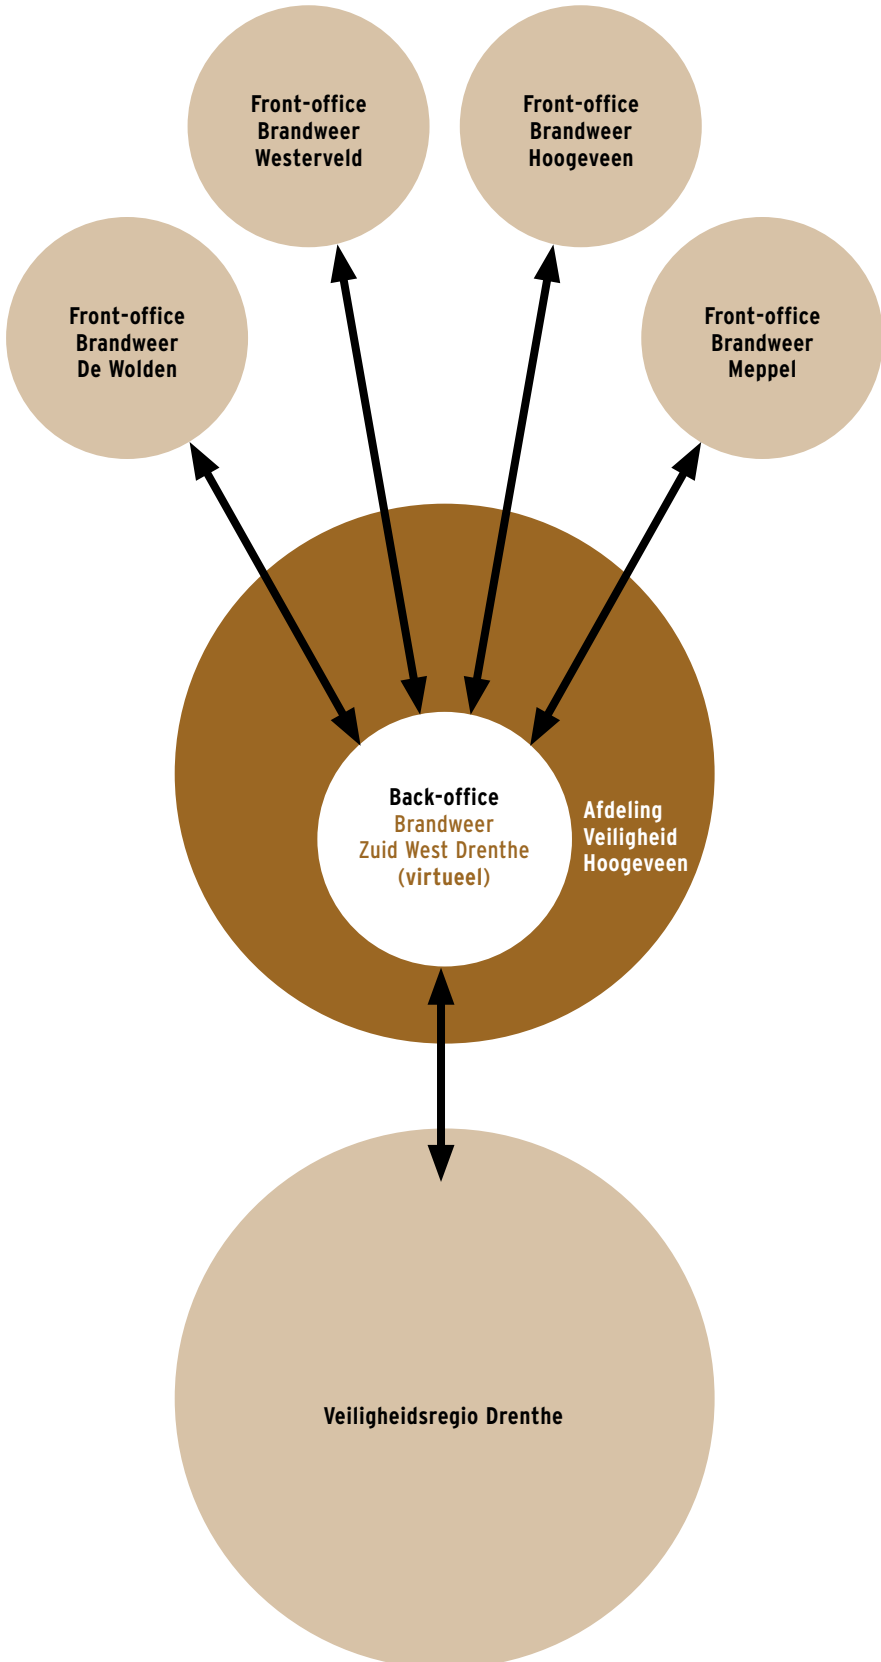 Front-office
Brandweer
Westerveld
Front-office
Brandweer
Hoogeveen
Front-office
Brandweer
De Wolden
Front-office
Brandweer
Meppel
Back-office
Brandweer
Zuid West Drenthe
(virtueel)
Afdeling
Veiligheid
Hoogeveen
Veiligheidsregio Drenthe